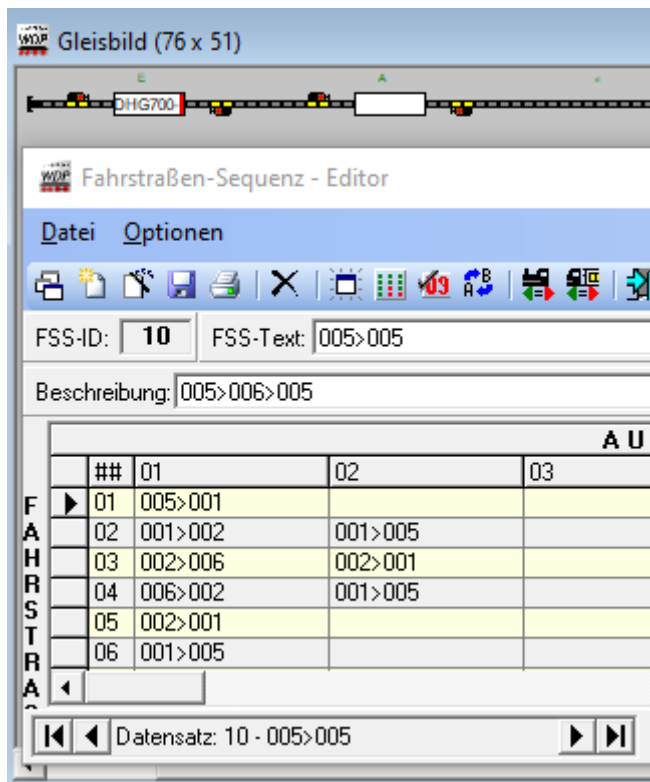 WDP Gleisbild (76 x 51)
E A
DHG700-
WDP Fahrstraßen-Sequenz - Editor
Datei Optionen
FSS-ID: 10 FSS-Text: 005>005
Beschreibung: 005>006>005
A U
## 01 02 03
01 005>001
02 001>002 001>005
03 002>006 002>001
04 006>002 001>005
05 002>001
06 001>005
F
A
H
R
S
T
R
A
Datensatz: 10 - 005>005